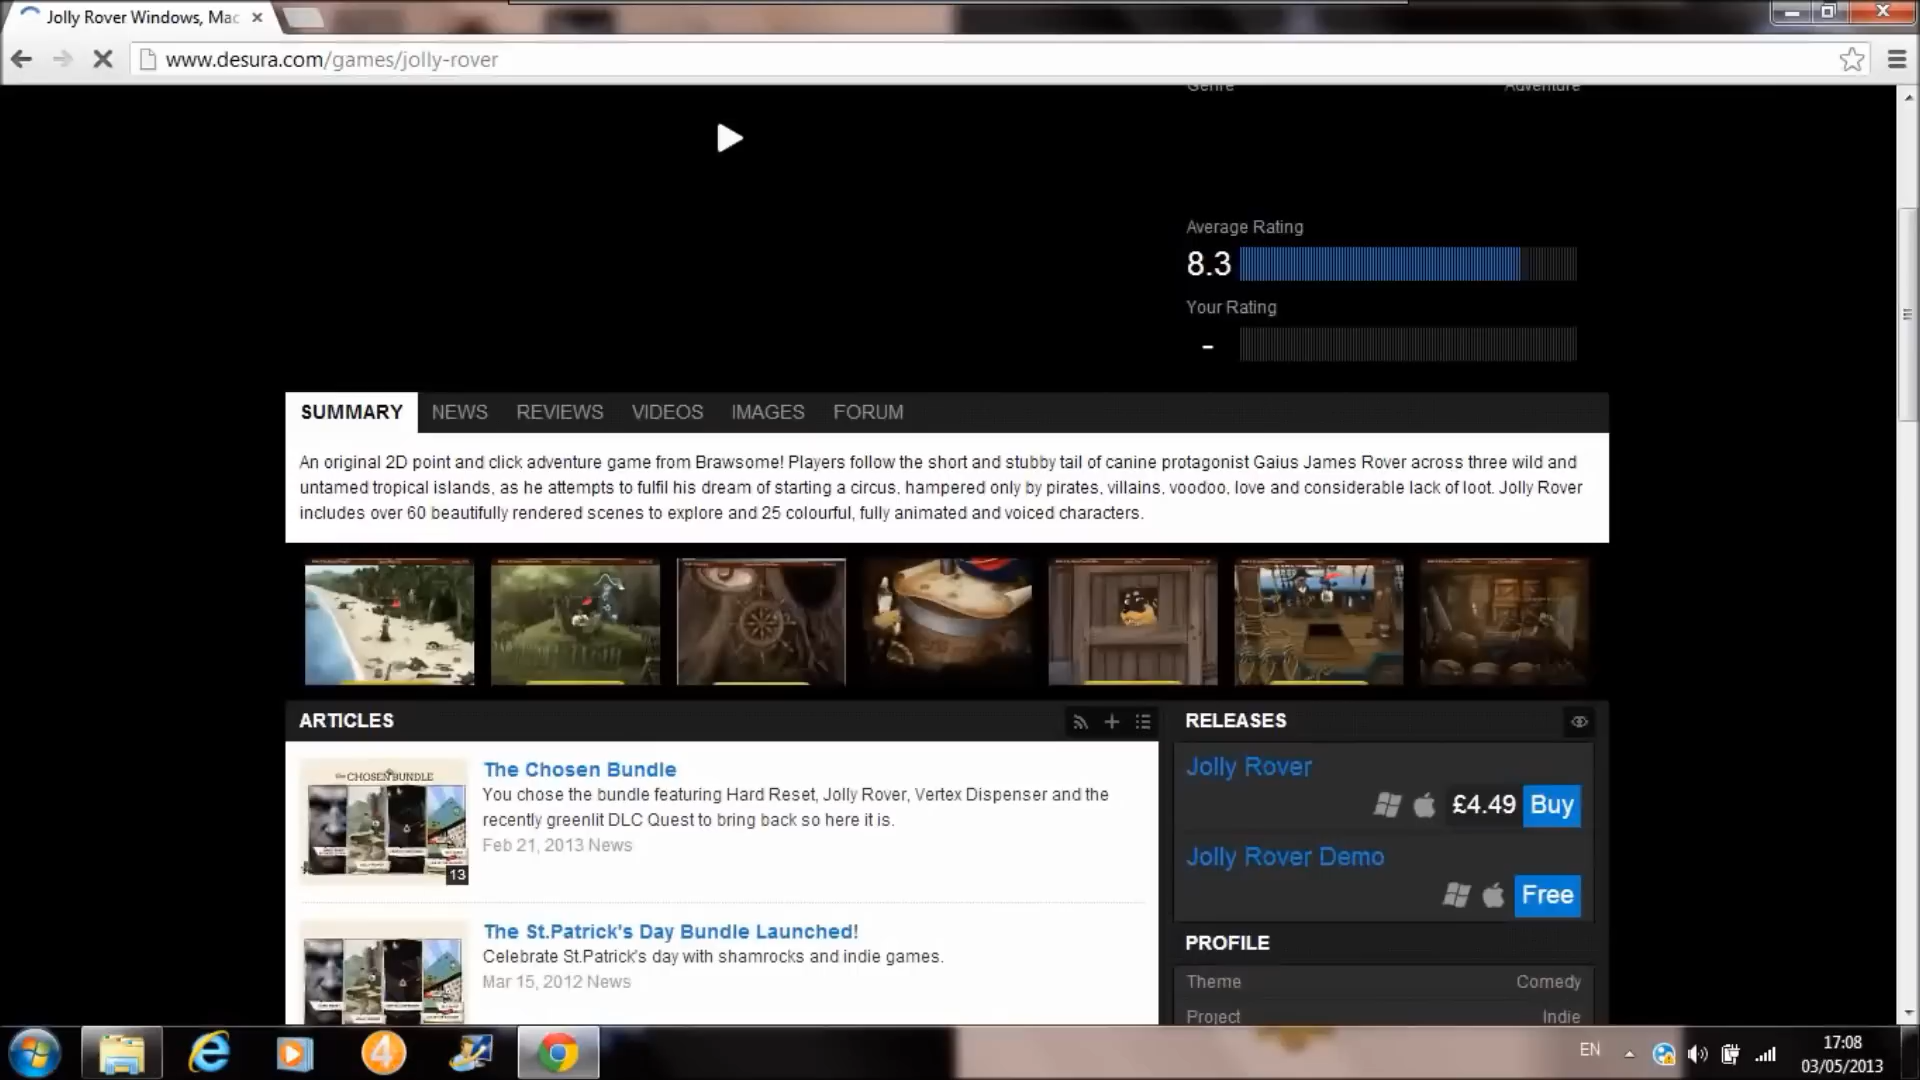 Jolly Rover Windows, Mac
www.desura.com/games/jolly-rover
Genre Adventure
Average Rating
8.3
Your Rating
-
SUMMARY NEWS REVIEWS VIDEOS IMAGES FORUM
An original 2D point and click adventure game from Brawsome! Players follow the short and stubby tail of canine protagonist Gaius James Rover across three wild and
untamed tropical islands, as he attempts to fulfil his dream of starting a circus, hampered only by pirates, villains, voodoo, love and considerable lack of loot. Jolly Rover
includes over 60 beautifully rendered scenes to explore and 25 colourful, fully animated and voiced characters.
ARTICLES
the CHOSEN BUNDLE
13
The Chosen Bundle
You chose the bundle featuring Hard Reset, Jolly Rover, Vertex Dispenser and the
recently greenlit DLC Quest to bring back so here it is.
Feb 21, 2013 News
The St.Patrick's Day Bundle Launched!
Celebrate St.Patrick's day with shamrocks and indie games.
Mar 15, 2012 News
RELEASES
Jolly Rover
£4.49 Buy
Jolly Rover Demo
Free
PROFILE
Theme Comedy
Project Indie
4
EN
17:08
03/05/2013